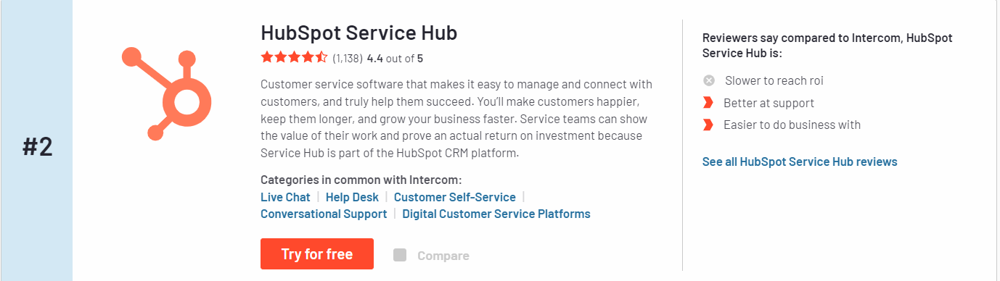 #2
HubSpot Service Hub
(1,138) 4.4 out of 5
Customer service software that makes it easy to manage and connect with
customers, and truly help them succeed. You’ll make customers happier,
keep them longer, and grow your business faster. Service teams can show
the value of their work and prove an actual return on investment because
Service Hub is part of the HubSpot CRM platform.
Categories in common with Intercom:
Live Chat | Help Desk | Customer Self-Service |
Conversational Support | Digital Customer Service Platforms
Try for free
Compare
Reviewers say compared to Intercom, HubSpot
Service Hub is:
Slower to reach roi
Better at support
Easier to do business with
See all HubSpot Service Hub reviews